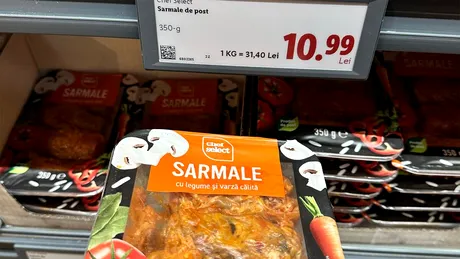 Chef Select
Sarmale de post
350-g
1 KG = 31,40 Lei
10.99
Lei
SARMALE
SARMALE
350 g e
350 g e
chef
select
SARMALE
cu legume și varză călită